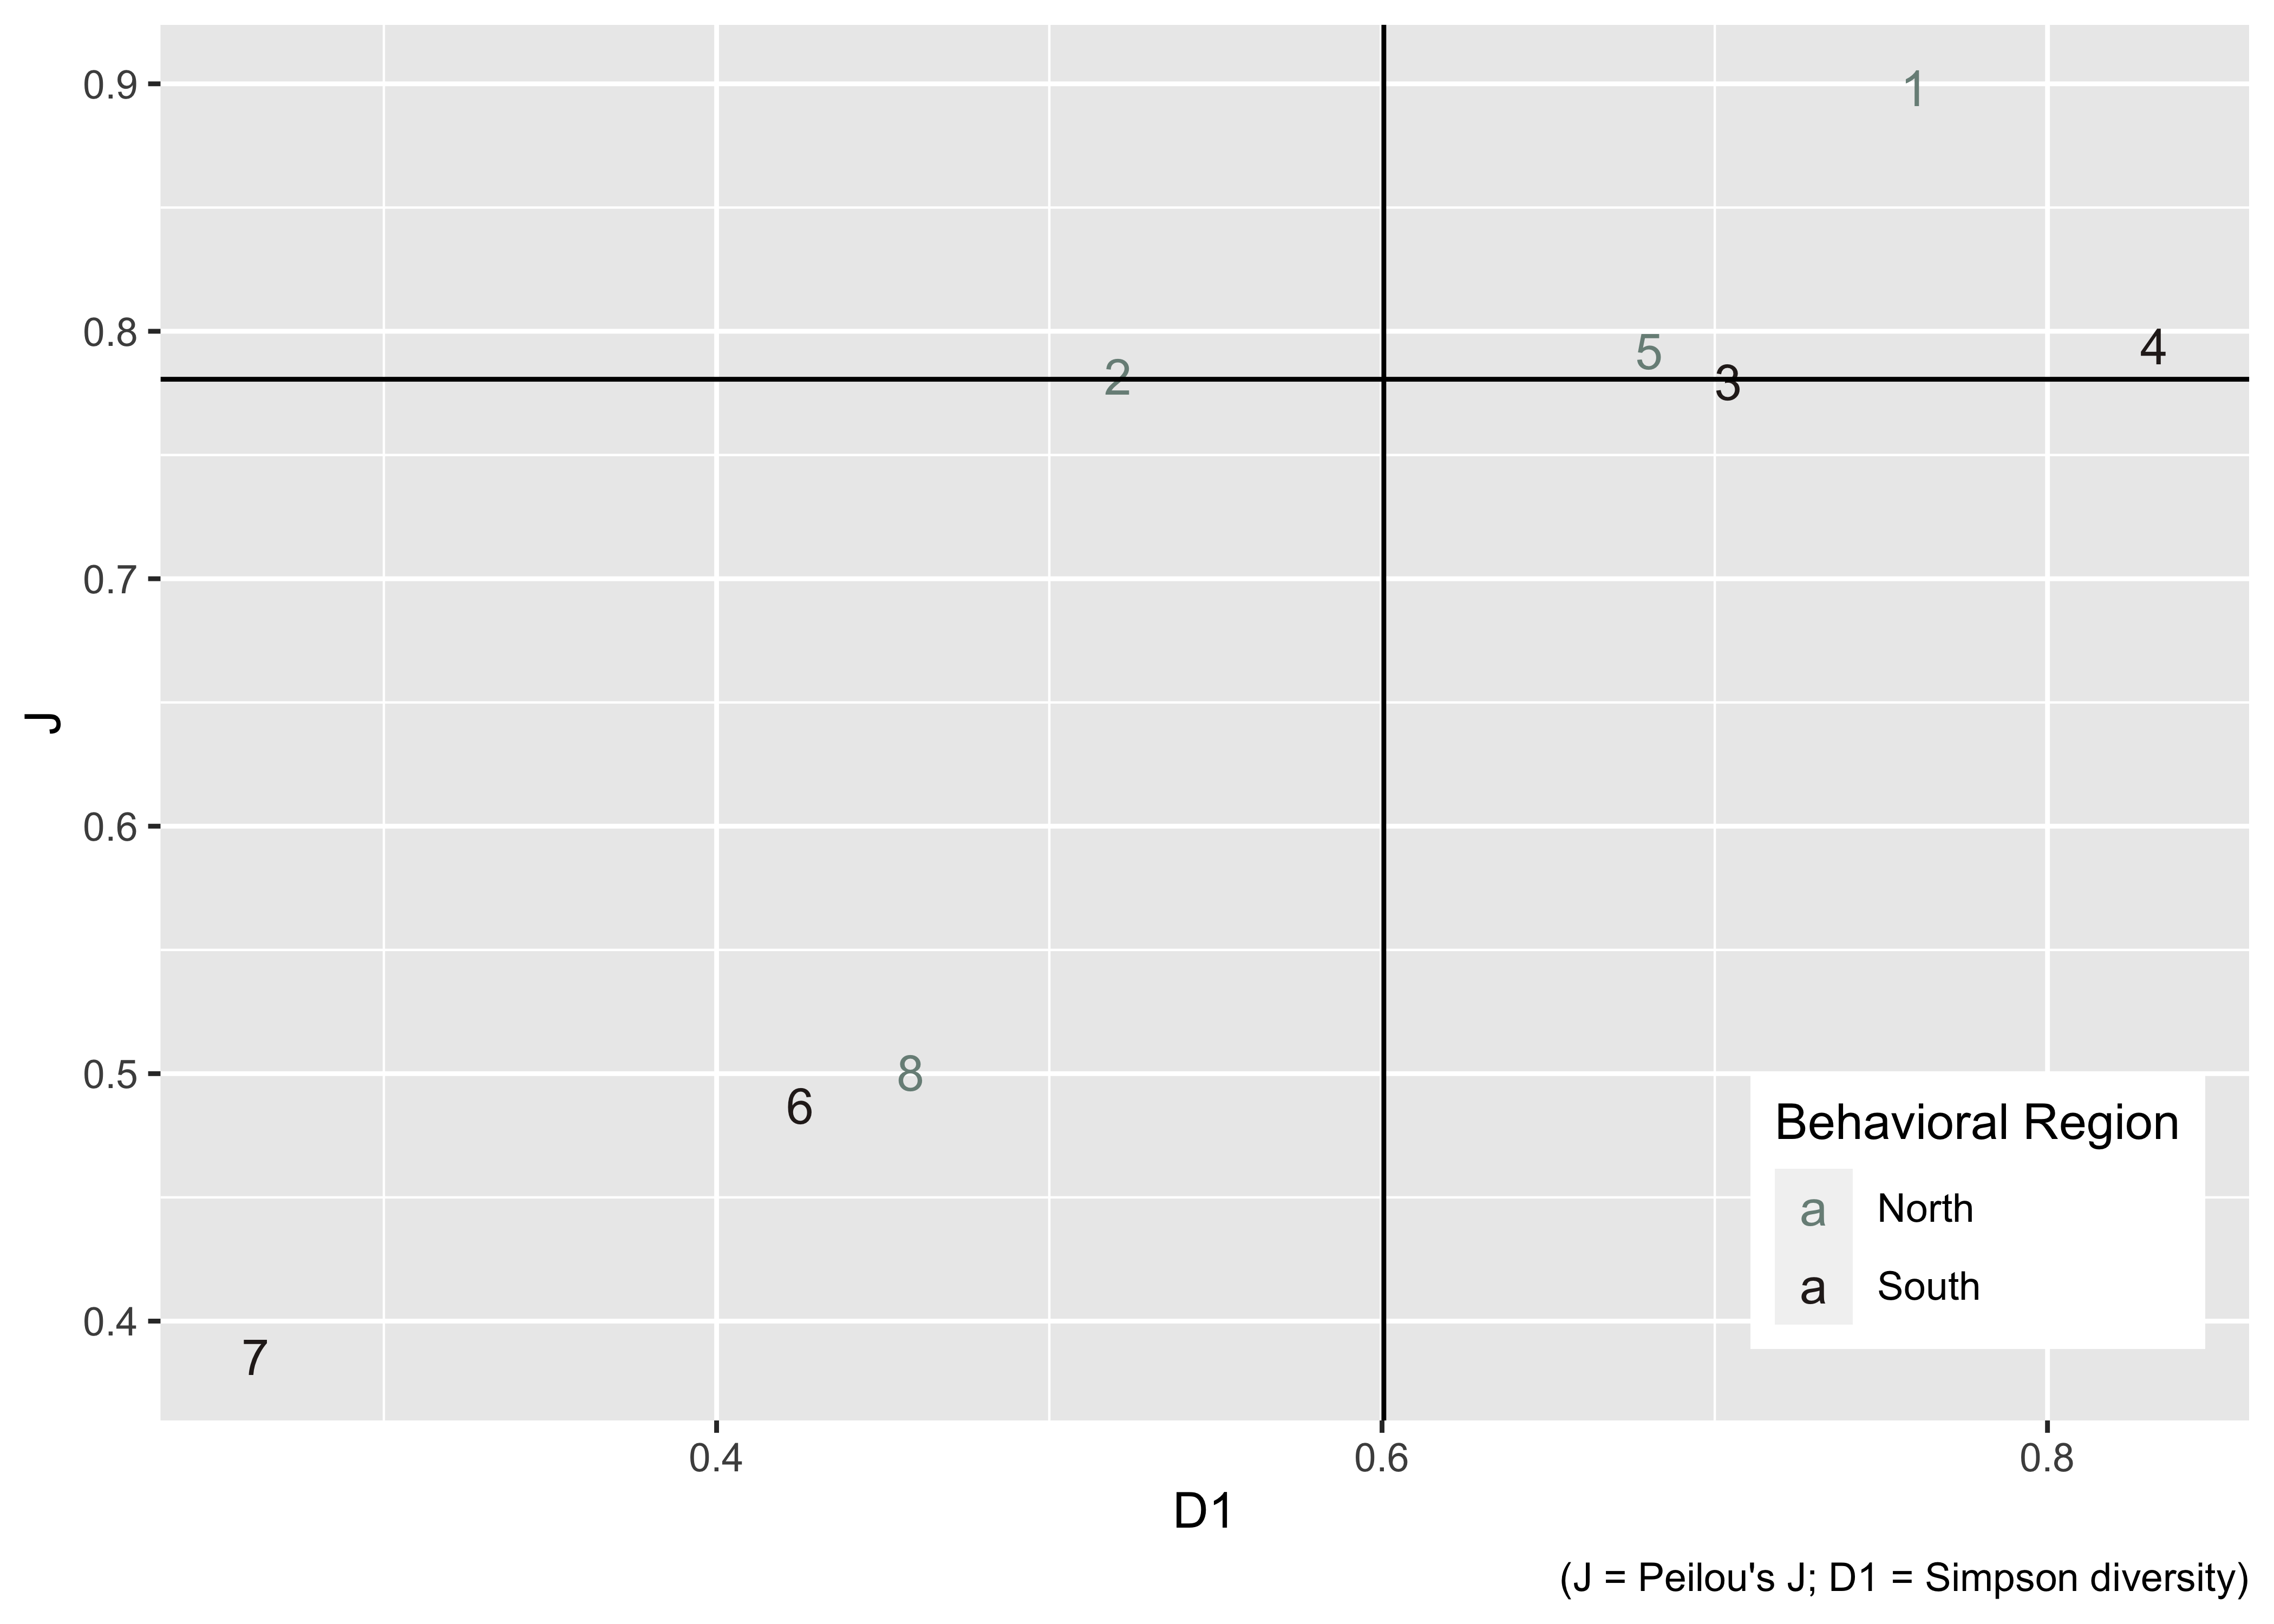 0.9
1
0.8
5
4
2
3
0.7
J
0.6
0.5
8
6
Behavioral Region
a North
a South
0.4
7
0.4
0.6
0.8
D1
(J = Peilou's J; D1 = Simpson diversity)